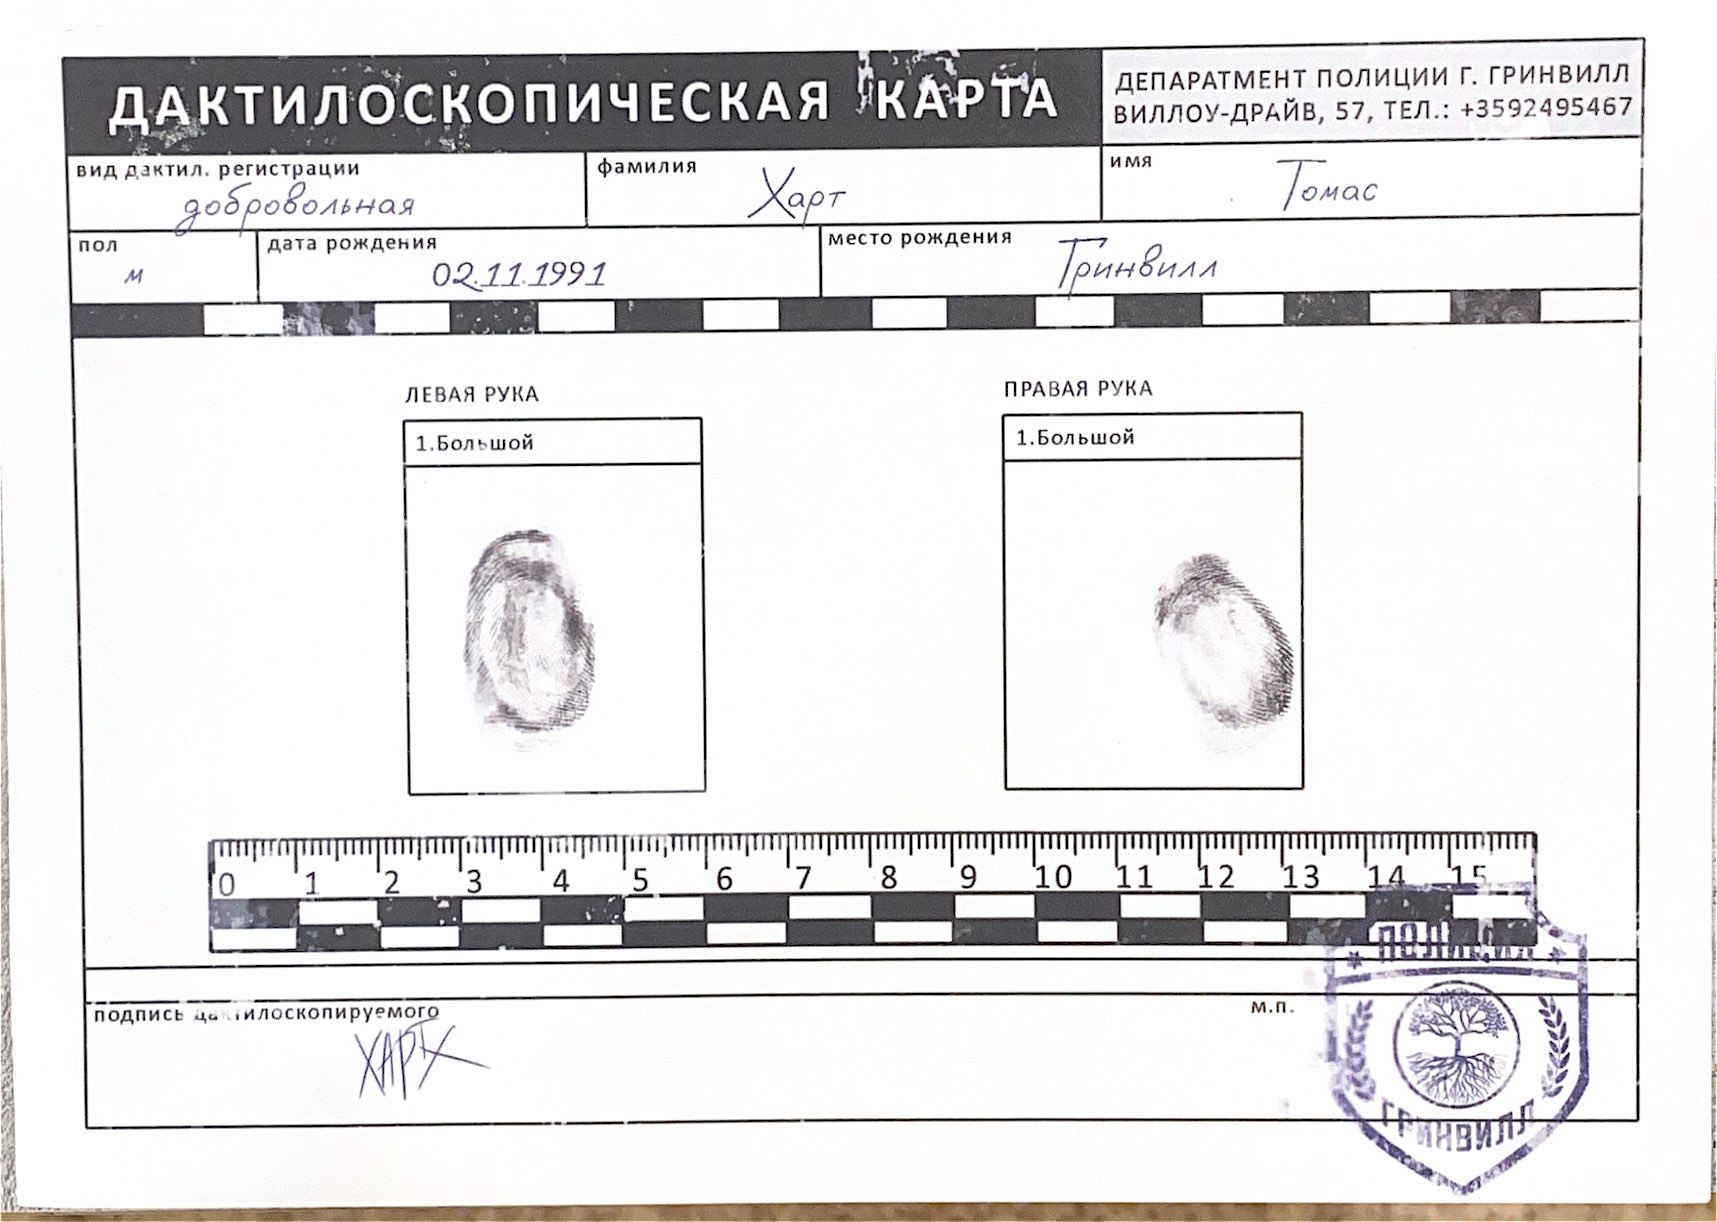 ДАКТИЛОСКОПИЧЕСКАЯ КАРТА
ДЕПАРАТМЕНТ ПОЛИЦИИ Г. ГРИНВИЛЛ
ВИЛЛОУ-ДРАЙВ, 57, ТЕЛ.: +3592495467
вид дактил. регистрации
добровольная
фамилия
Харт
имя
Томас
пол
м
дата рождения
02.11.1991
место рождения
Гринвилл
ЛЕВАЯ РУКА
ПРАВАЯ РУКА
1.Большой
1.Большой
0 1 2 3 4 5 6 7 8 9 10 11 12 13 14 15
ПОЛИЦИЯ
подпись дактилоскопируемого
ХАРТ
м.п.
ГРИНВИЛЛ